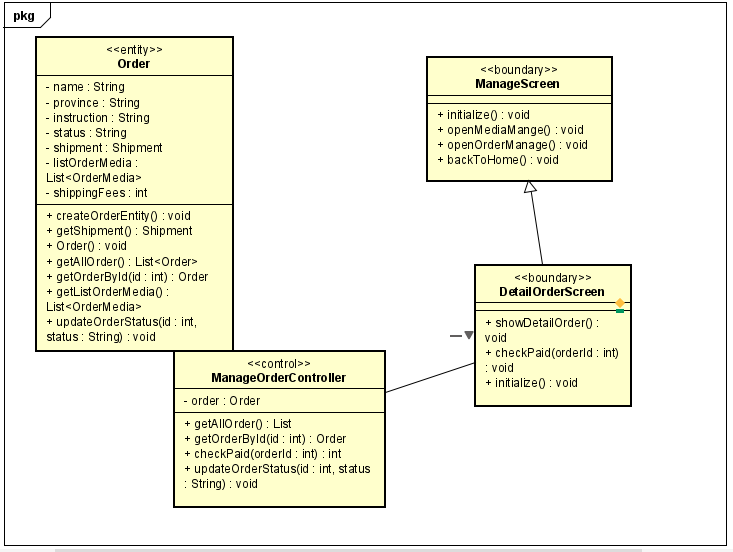 pkg
<<entity>>
Order
- name : String
- province : String
- instruction : String
- status : String
- shipment : Shipment
- listOrderMedia :
List<OrderMedia>
- shippingFees : int
+ createOrderEntity() : void
+ getShipment() : Shipment
+ Order() : void
+ getAllOrder() : List<Order>
+ getOrderById(id : int) : Order
+ getListOrderMedia() :
List<OrderMedia>
+ updateOrderStatus(id : int,
status : String) : void
<<boundary>>
ManageScreen
+ initialize() : void
+ openMediaMange() : void
+ openOrderManage() : void
+ backToHome() : void
<<boundary>>
DetailOrderScreen
+ showDetailOrder() :
void
+ checkPaid(orderId : int)
: void
+ initialize() : void
<<control>>
ManageOrderController
- order : Order
+ getAllOrder() : List
+ getOrderById(id : int) : Order
+ checkPaid(orderId : int) : int
+ updateOrderStatus(id : int, status
: String) : void